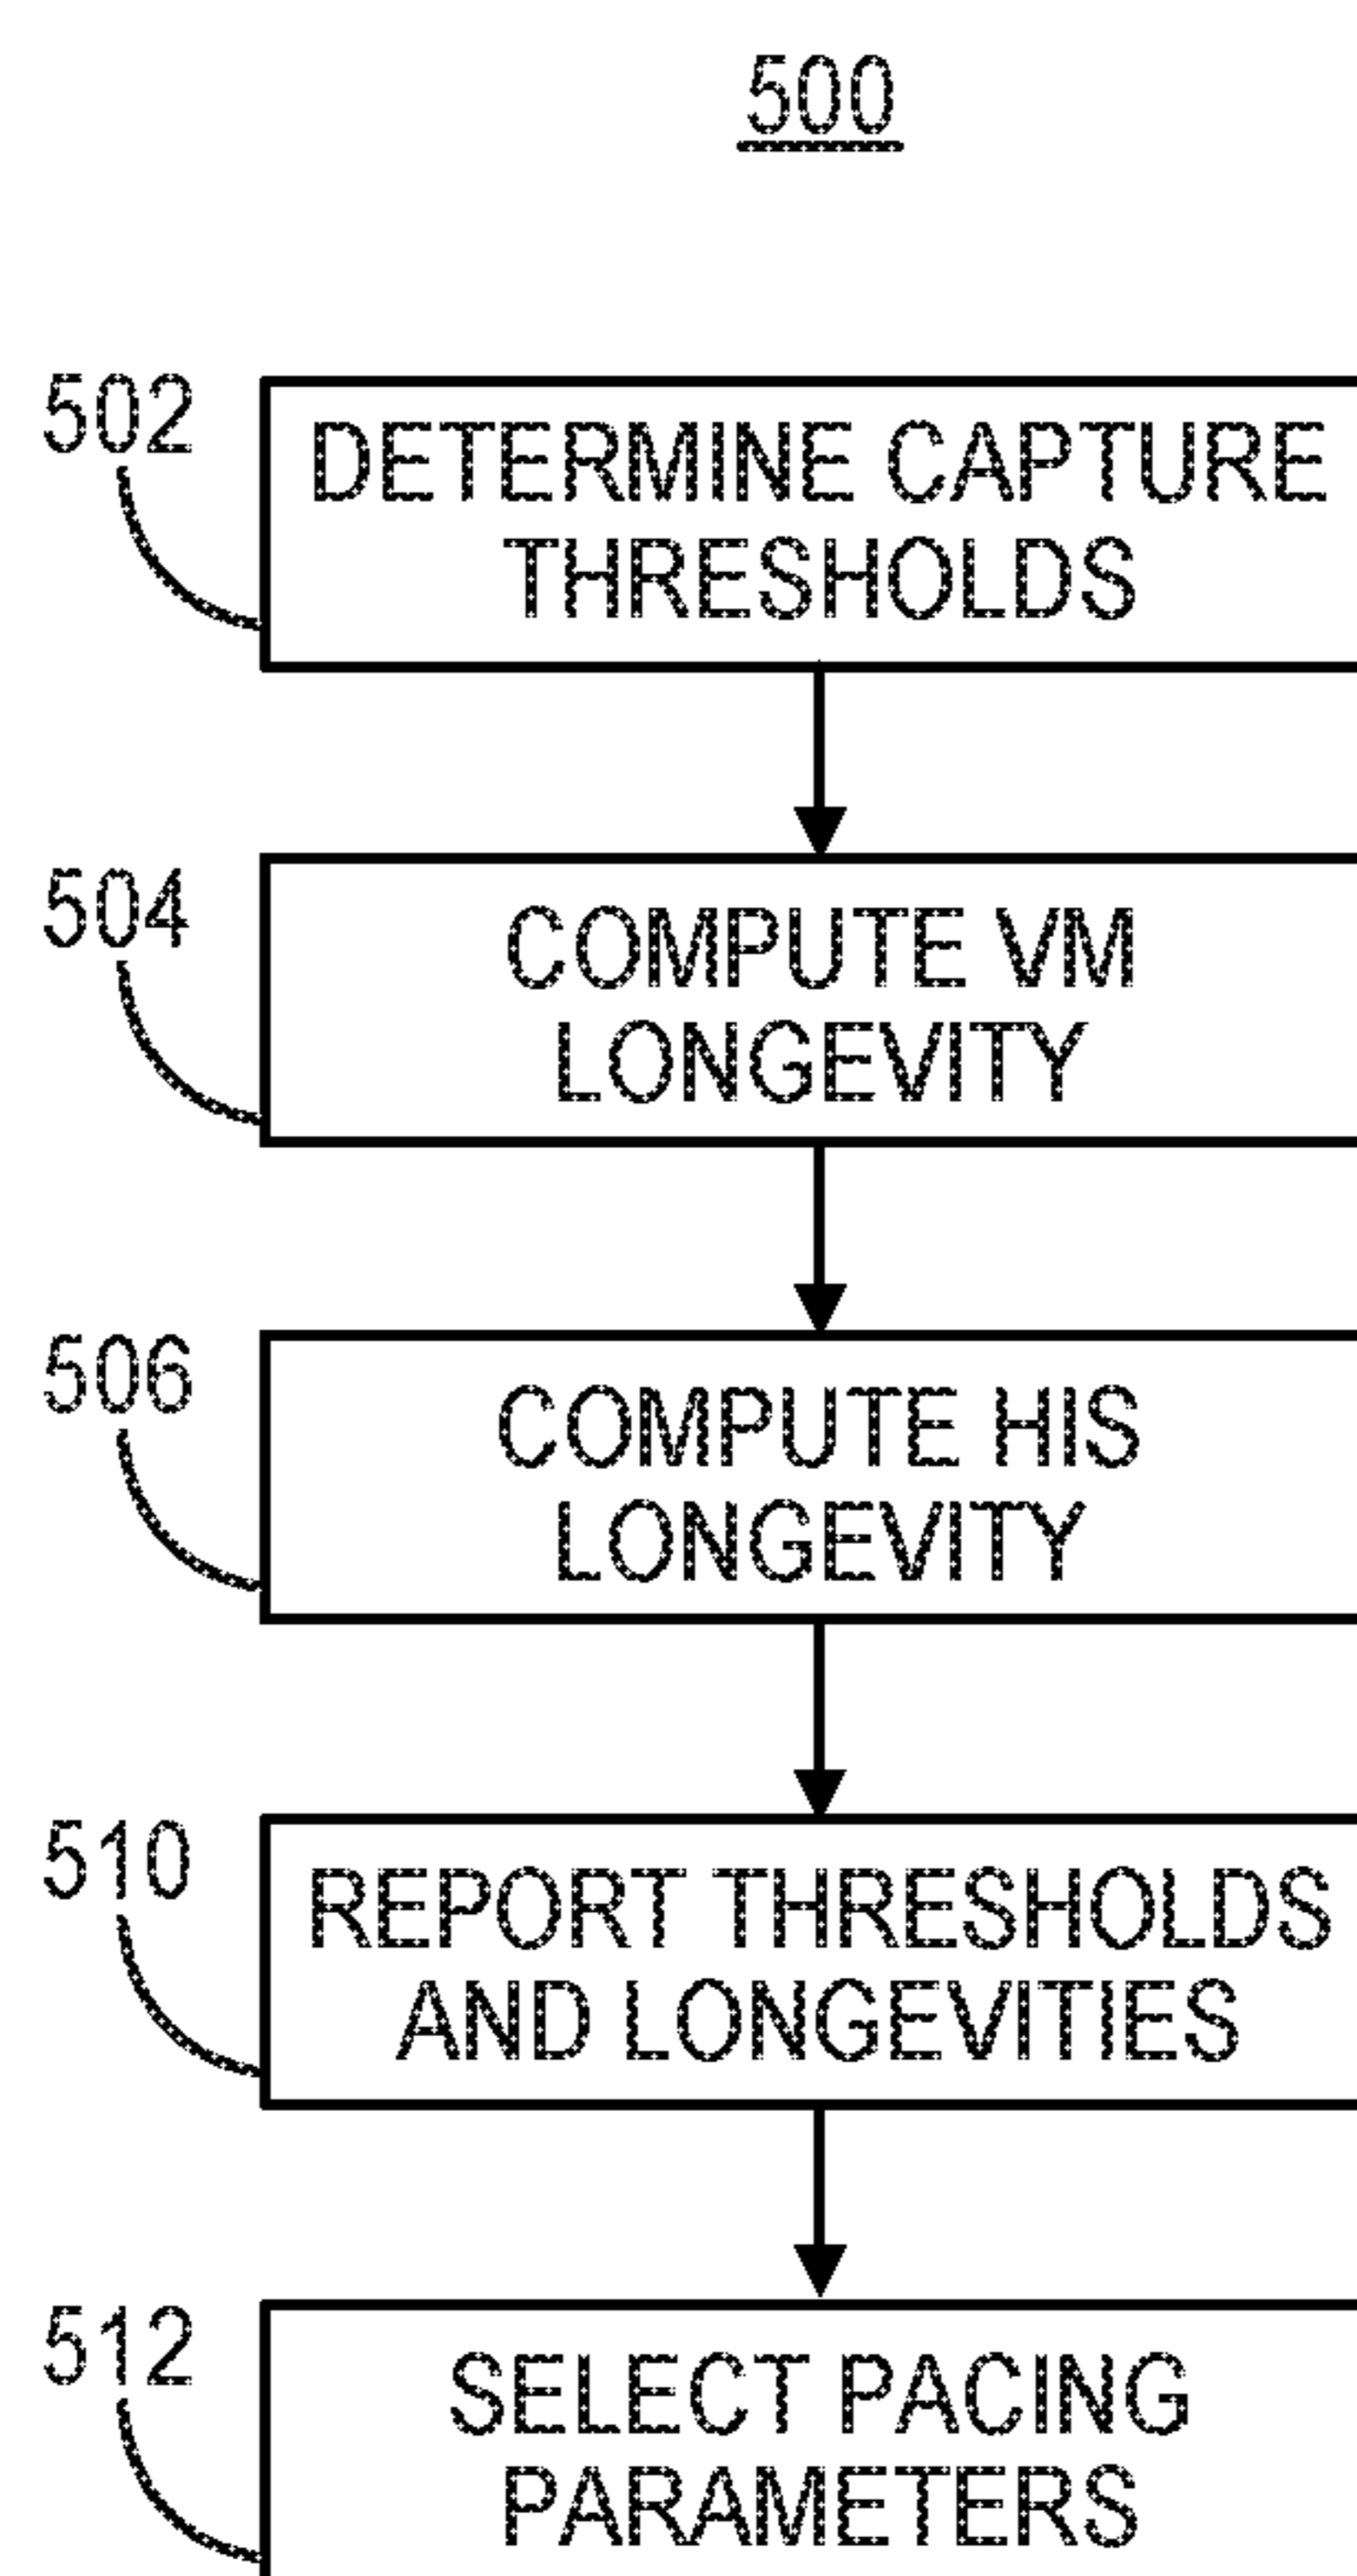 500
502
DETERMINE CAPTURE
THRESHOLDS
504
COMPUTE VM
LONGEVITY
506
COMPUTE HIS
LONGEVITY
510
REPORT THRESHOLDS
AND LONGEVITIES
512
SELECT PACING
PARAMETERS